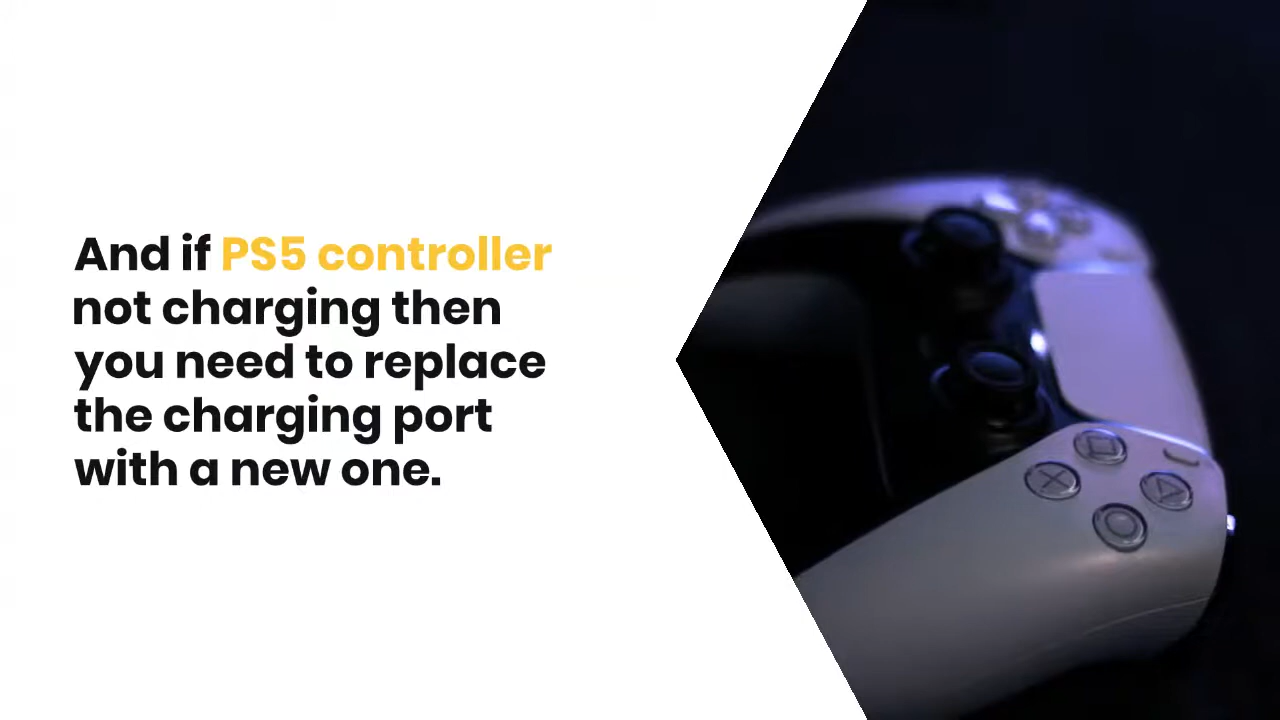 And if PS5 controller
not charging then
you need to replace
the charging port
with a new one.